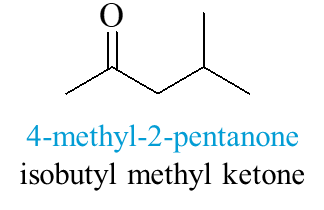 O
4-methyl-2-pentanone
isobutyl methyl ketone